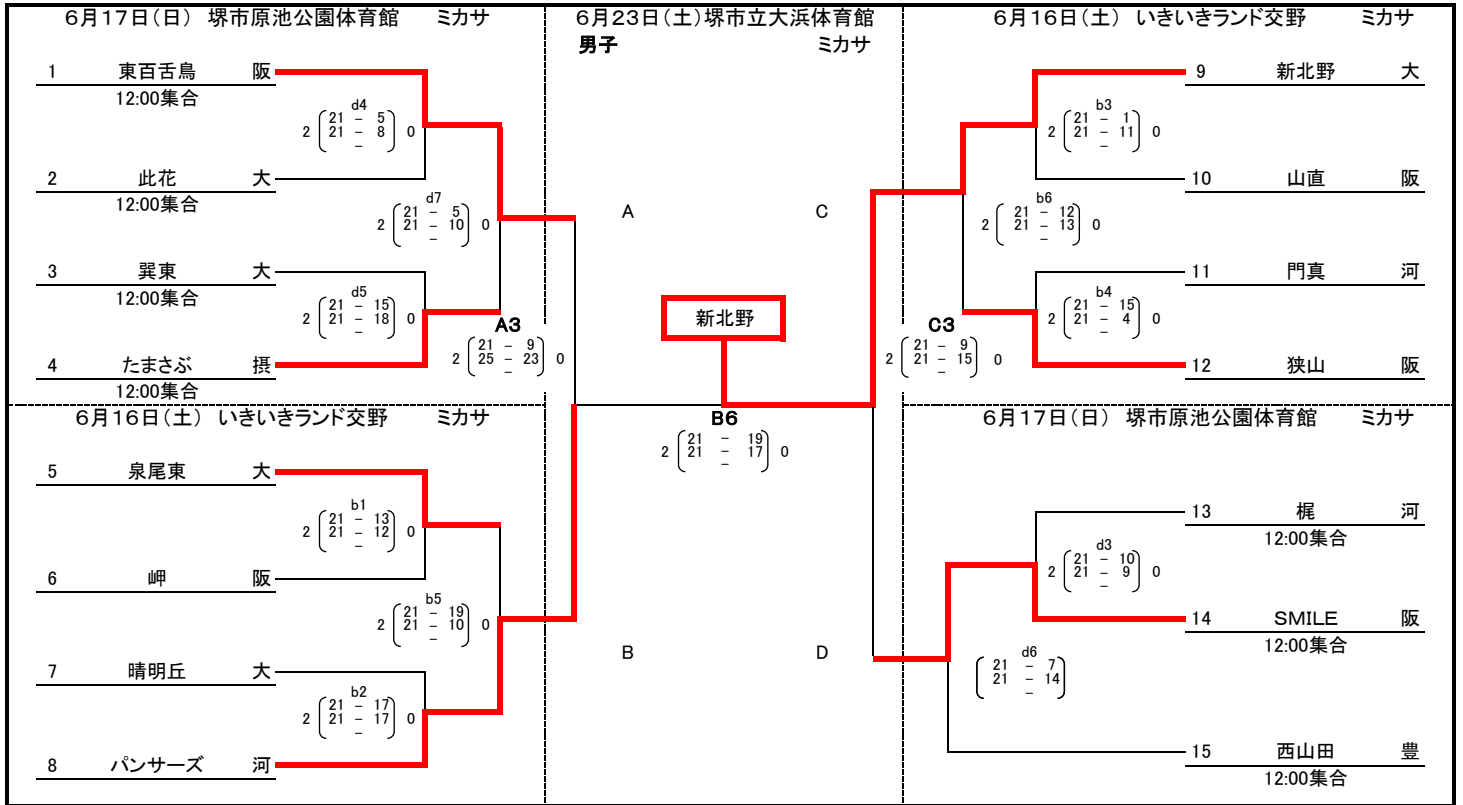 6月17日(日) 堺市原池公園体育館 ミカサ
1 東百舌鳥 阪
12:00集合
d4
2 21 - 5 0
21 - 8
-
2 此花 大
12:00集合
d7
2 21 - 5 0
21 - 10
-
3 巽東 大
12:00集合
d5
2 21 - 15 0
21 - 18
-
4 たまさぶ 摂
12:00集合
A3
2 21 - 9 0
25 - 23
-
6月16日(土) いきいきランド交野 ミカサ
5 泉尾東 大
b1
2 21 - 13 0
21 - 12
-
6 岬 阪
b5
2 21 - 19 0
21 - 10
-
7 晴明丘 大
b2
2 21 - 17 0
21 - 17
-
8 パンサーズ 河
6月23日(土)堺市立大浜体育館
男子 ミカサ
A C
新北野
B6
2 21 - 19 0
21 - 17
-
B D
6月16日(土) いきいきランド交野 ミカサ
9 新北野 大
b3
2 21 - 1 0
21 - 11
-
10 山直 阪
b6
2 21 - 12 0
21 - 13
-
11 門真 河
b4
2 21 - 15 0
21 - 4
-
C3
2 21 - 9 0
21 - 15
-
12 狭山 阪
6月17日(日) 堺市原池公園体育館 ミカサ
13 梶 河
12:00集合
d3
2 21 - 10 0
21 - 9
-
14 SMILE 阪
12:00集合
d6
21 - 7
21 - 14
-
15 西山田 豊
12:00集合